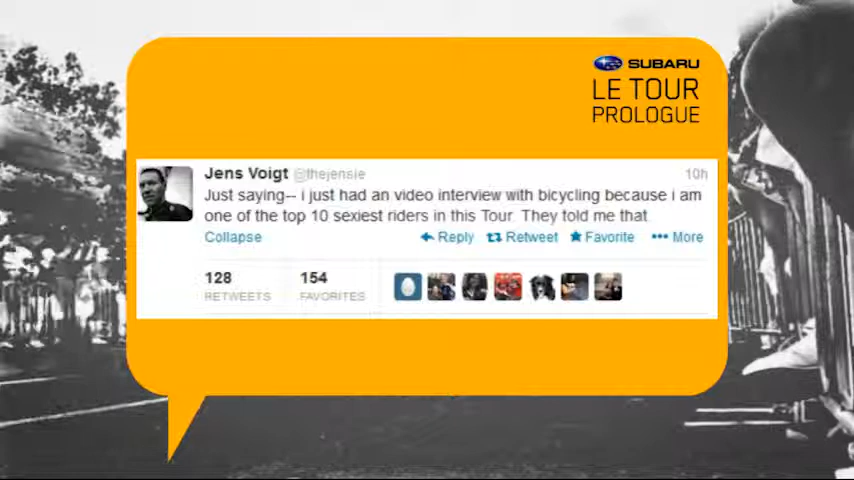 SUBARU
LE TOUR
PROLOGUE
Jens Voigt @thejensie 10h
Just saying-- i just had an video interview with bicycling because i am
one of the top 10 sexiest riders in this Tour. They told me that.
Collapse Reply Retweet Favorite More
128 154
RETWEETS FAVORITES